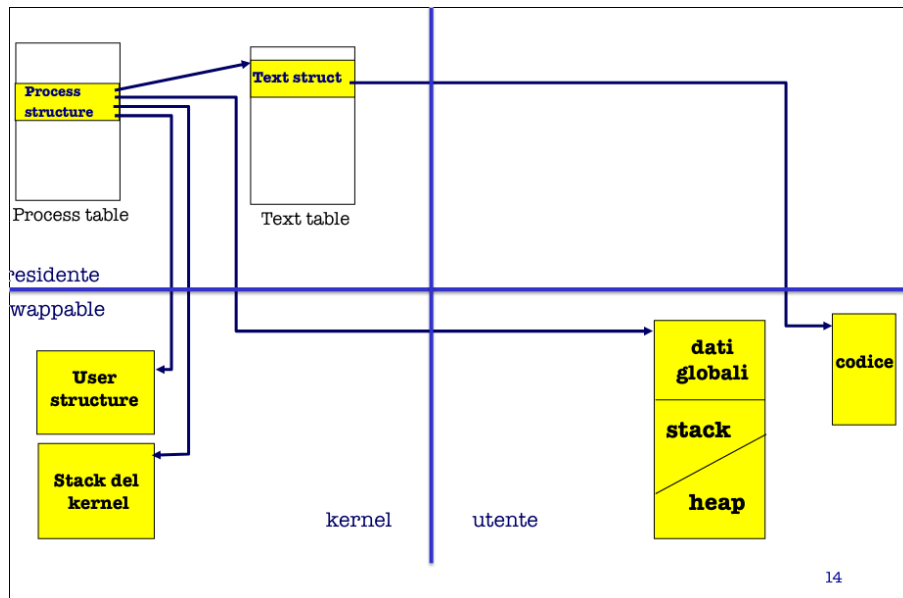 Process
structure
Text struct
Process table
Text table
residente
wappable
User
structure
Stack del
kernel
dati
globali
stack
heap
codice
kernel
utente
14